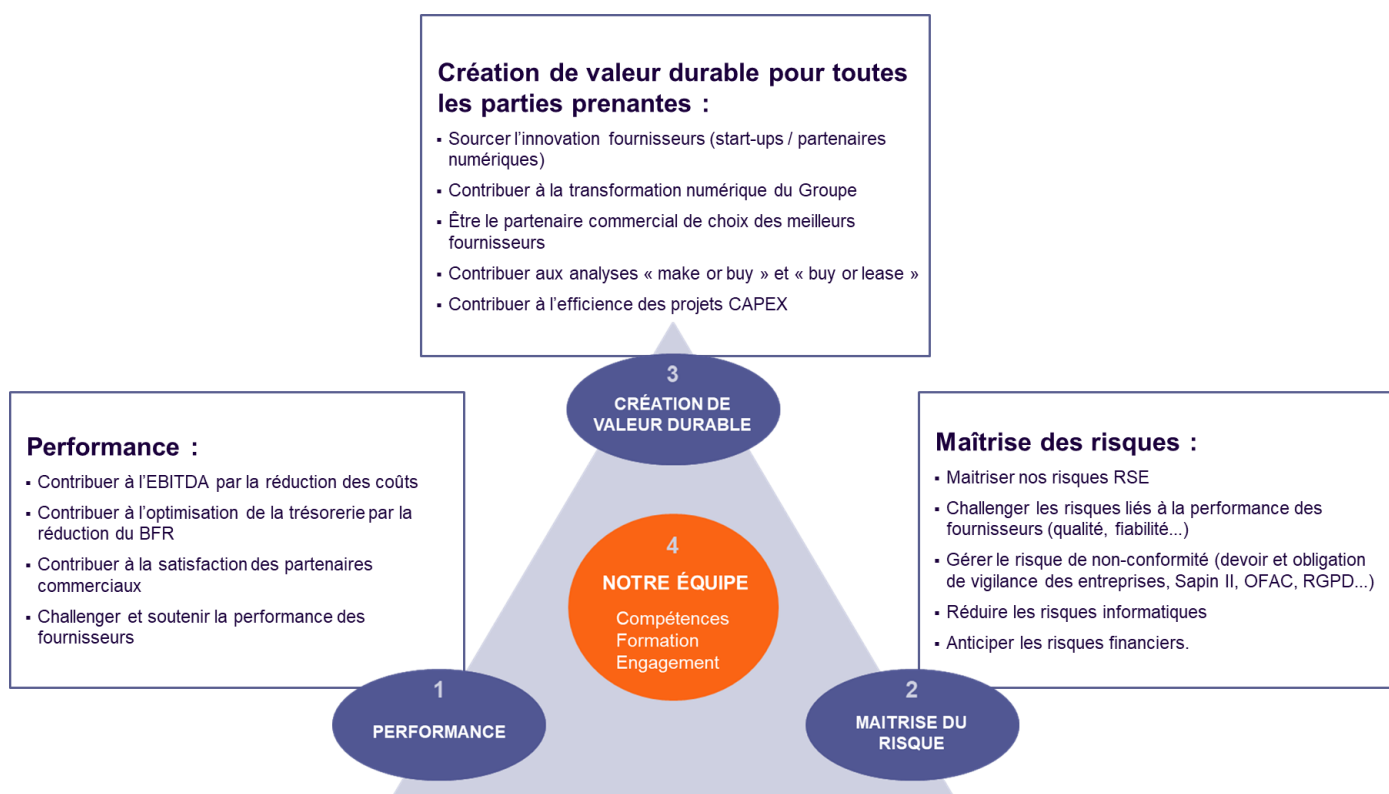 Création de valeur durable pour toutes
les parties prenantes :
▪ Sourcer l’innovation fournisseurs (start-ups / partenaires
numériques)
▪ Contribuer à la transformation numérique du Groupe
▪ Être le partenaire commercial de choix des meilleurs
fournisseurs
▪ Contribuer aux analyses « make or buy » et « buy or lease »
▪ Contribuer à l’efficience des projets CAPEX
3
CRÉATION DE
VALEUR DURABLE
Performance :
▪ Contribuer à l’EBITDA par la réduction des coûts
▪ Contribuer à l’optimisation de la trésorerie par la
réduction du BFR
▪ Contribuer à la satisfaction des partenaires
commerciaux
▪ Challenger et soutenir la performance des
fournisseurs
1
PERFORMANCE
4
NOTRE ÉQUIPE
Compétences
Formation
Engagement
Maîtrise des risques :
▪ Maitriser nos risques RSE
▪ Challenger les risques liés à la performance des
fournisseurs (qualité, fiabilité...)
▪ Gérer le risque de non-conformité (devoir et obligation
de vigilance des entreprises, Sapin II, OFAC, RGPD...)
▪ Réduire les risques informatiques
▪ Anticiper les risques financiers.
2
MAITRISE DU
RISQUE